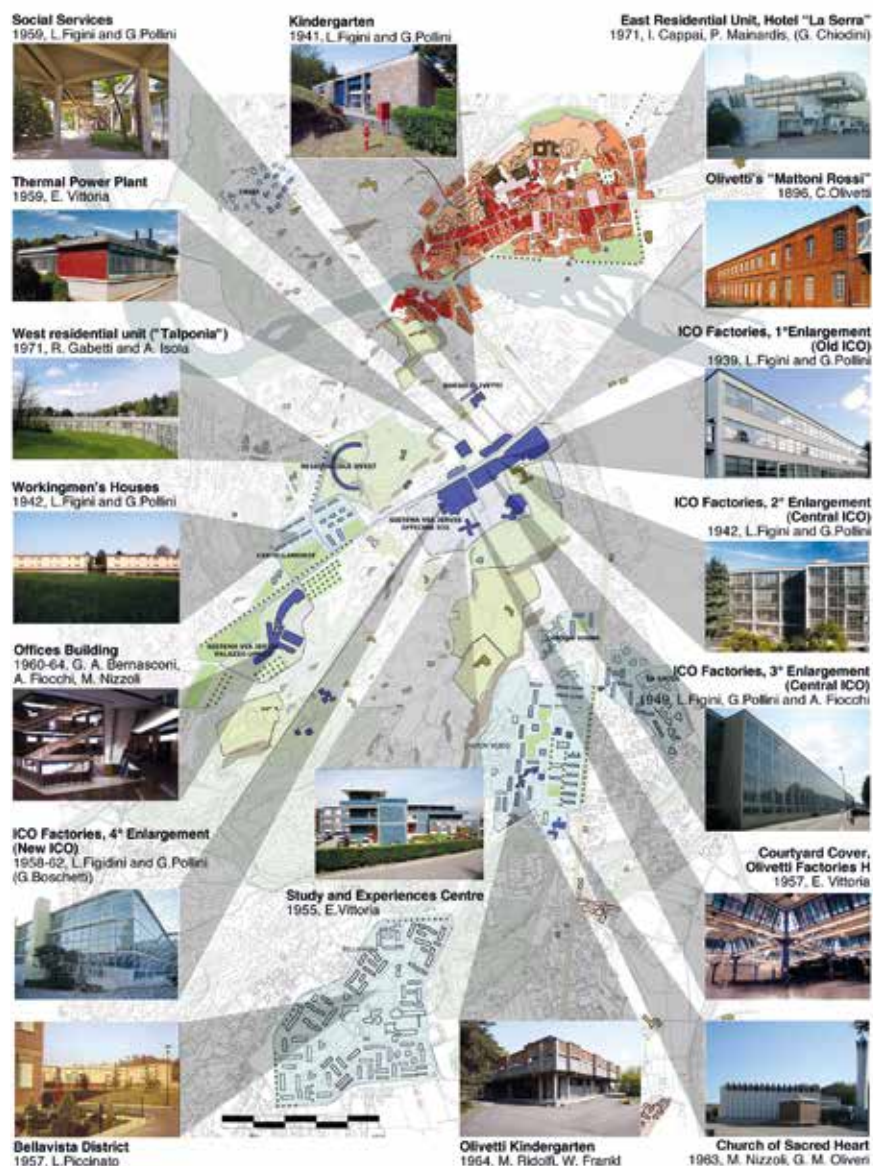 Social Services
1959, L.Figini and G.Pollini
Kindergarten
1941, L.Figini and G.Pollini
East Residential Unit, Hotel "La Serra"
1971, I. Cappai, P. Mainardis, (G. Chiodini)
Thermal Power Plant
1959, E. Vittoria
Olivetti's "Mattoni Rossi"
1896, C.Olivetti
West residential unit ("Talponia")
1971, R. Gabetti and A. Isola
ICO Factories, 1°Enlargement
(Old ICO)
1939, L.Figini and G.Pollini
Workingmen's Houses
1942, L.Figini and G.Pollini
ICO Factories, 2° Enlargement
(Central ICO)
1942, L.Figini and G.Pollini
Offices Building
1960-64, G. A. Bernasconi,
A. Fiocchi, M. Nizzoli
ICO Factories, 3° Enlargement
(Central ICO)
1949, L.Figini, G.Pollini and A. Fiocchi
ICO Factories, 4° Enlargement
(New ICO)
1958-62, L.Figidini and G.Pollini
(G.Boschetti)
Study and Experiences Centre
1955, E.Vittoria
Courtyard Cover,
Olivetti Factories H
1957, E. Vittoria
Bellavista District
1957, L.Piccinato
Olivetti Kindergarten
1964, M. Ridolfi, W. Frankl
Church of Sacred Heart
1963, M. Nizzoli, G. M. Oliveri